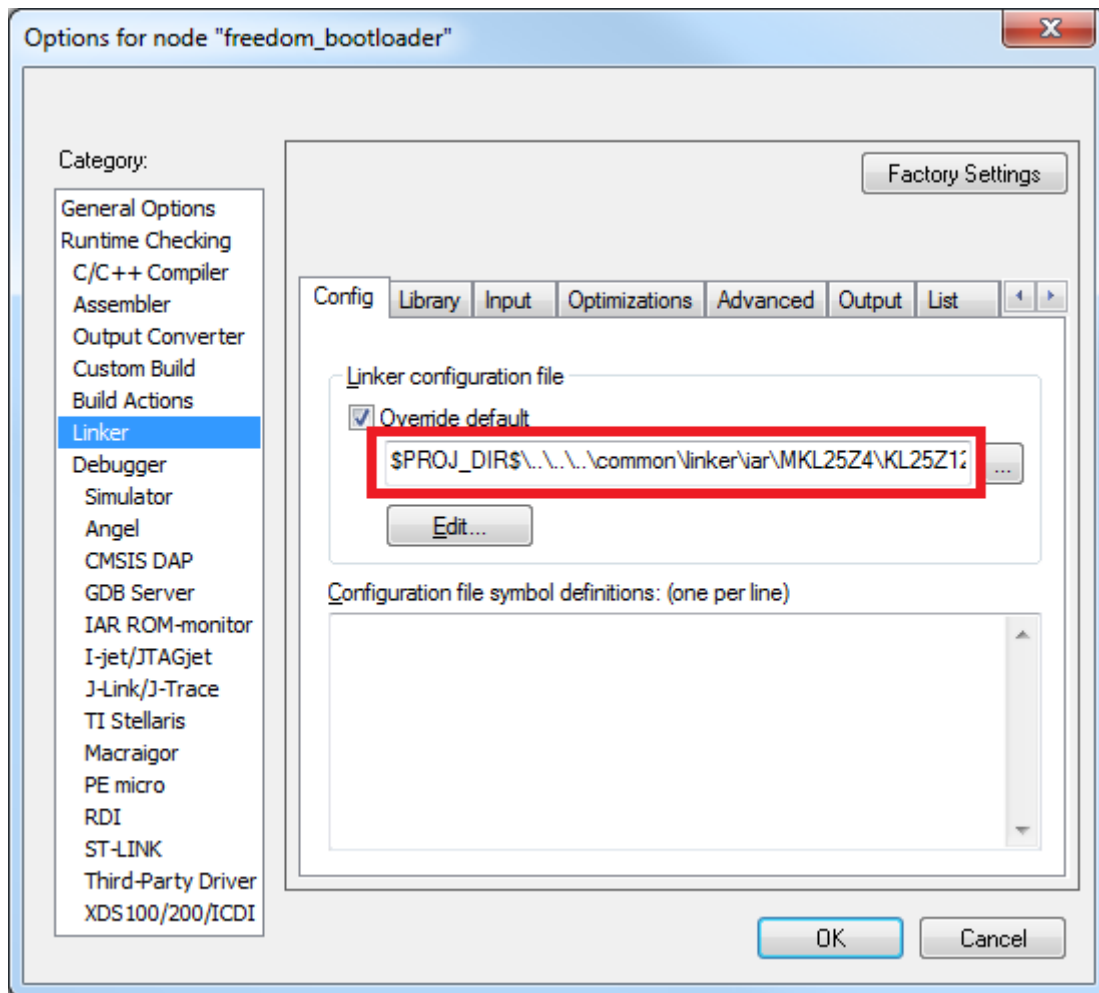 Options for node "freedom_bootloader"
Category:
General Options
Runtime Checking
C/C++ Compiler
Assembler
Output Converter
Custom Build
Build Actions
Linker
Debugger
Simulator
Angel
CMSIS DAP
GDB Server
IAR ROM-monitor
I-jet/JTAGjet
J-Link/J-Trace
TI Stellaris
Macraigor
PE micro
RDI
ST-LINK
Third-Party Driver
XDS100/200/ICDI
Factory Settings
Config Library Input Optimizations Advanced Output List
Linker configuration file
Override default
$PROJ_DIR$\..\..\..\common\linker\iar\MKL25Z4\KL25Z12
...
Edit...
Configuration file symbol definitions: (one per line)
OK Cancel